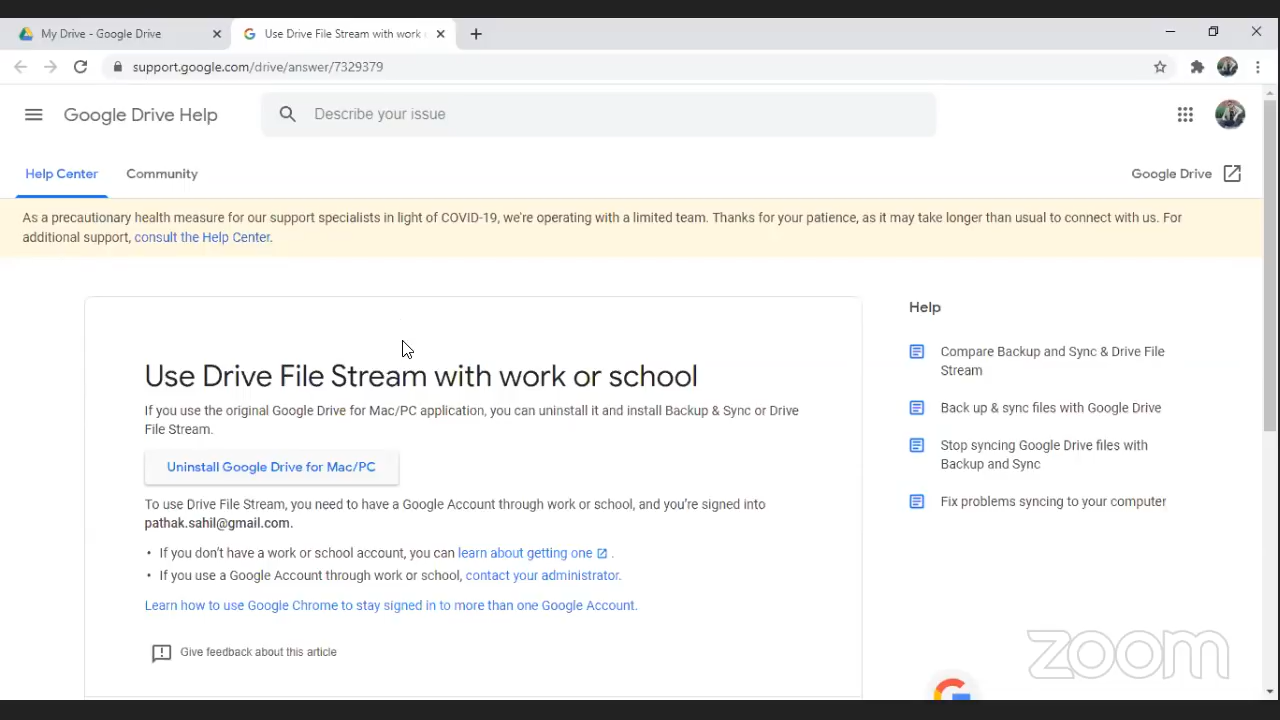 My Drive - Google Drive
Use Drive File Stream with work
support.google.com/drive/answer/7329379
Google Drive Help
Describe your issue
Help Center
Community
Google Drive
As a precautionary health measure for our support specialists in light of COVID-19, we're operating with a limited team. Thanks for your patience, as it may take longer than usual to connect with us. For
additional support, consult the Help Center.
Use Drive File Stream with work or school
If you use the original Google Drive for Mac/PC application, you can uninstall it and install Backup & Sync or Drive
File Stream.
Uninstall Google Drive for Mac/PC
To use Drive File Stream, you need to have a Google Account through work or school, and you're signed into
pathak.sahil@gmail.com.
• If you don't have a work or school account, you can learn about getting one .
• If you use a Google Account through work or school, contact your administrator.
Learn how to use Google Chrome to stay signed in to more than one Google Account.
Give feedback about this article
Help
Compare Backup and Sync & Drive File
Stream
Back up & sync files with Google Drive
Stop syncing Google Drive files with
Backup and Sync
Fix problems syncing to your computer
zoom